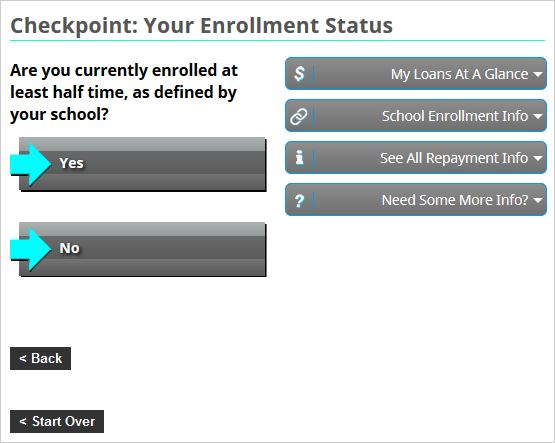 Checkpoint: Your Enrollment Status
Are you currently enrolled at
least half time, as defined by
your school?
Yes
No
< Back
< Start Over
$ My Loans At A Glance
School Enrollment Info
i See All Repayment Info
? Need Some More Info?